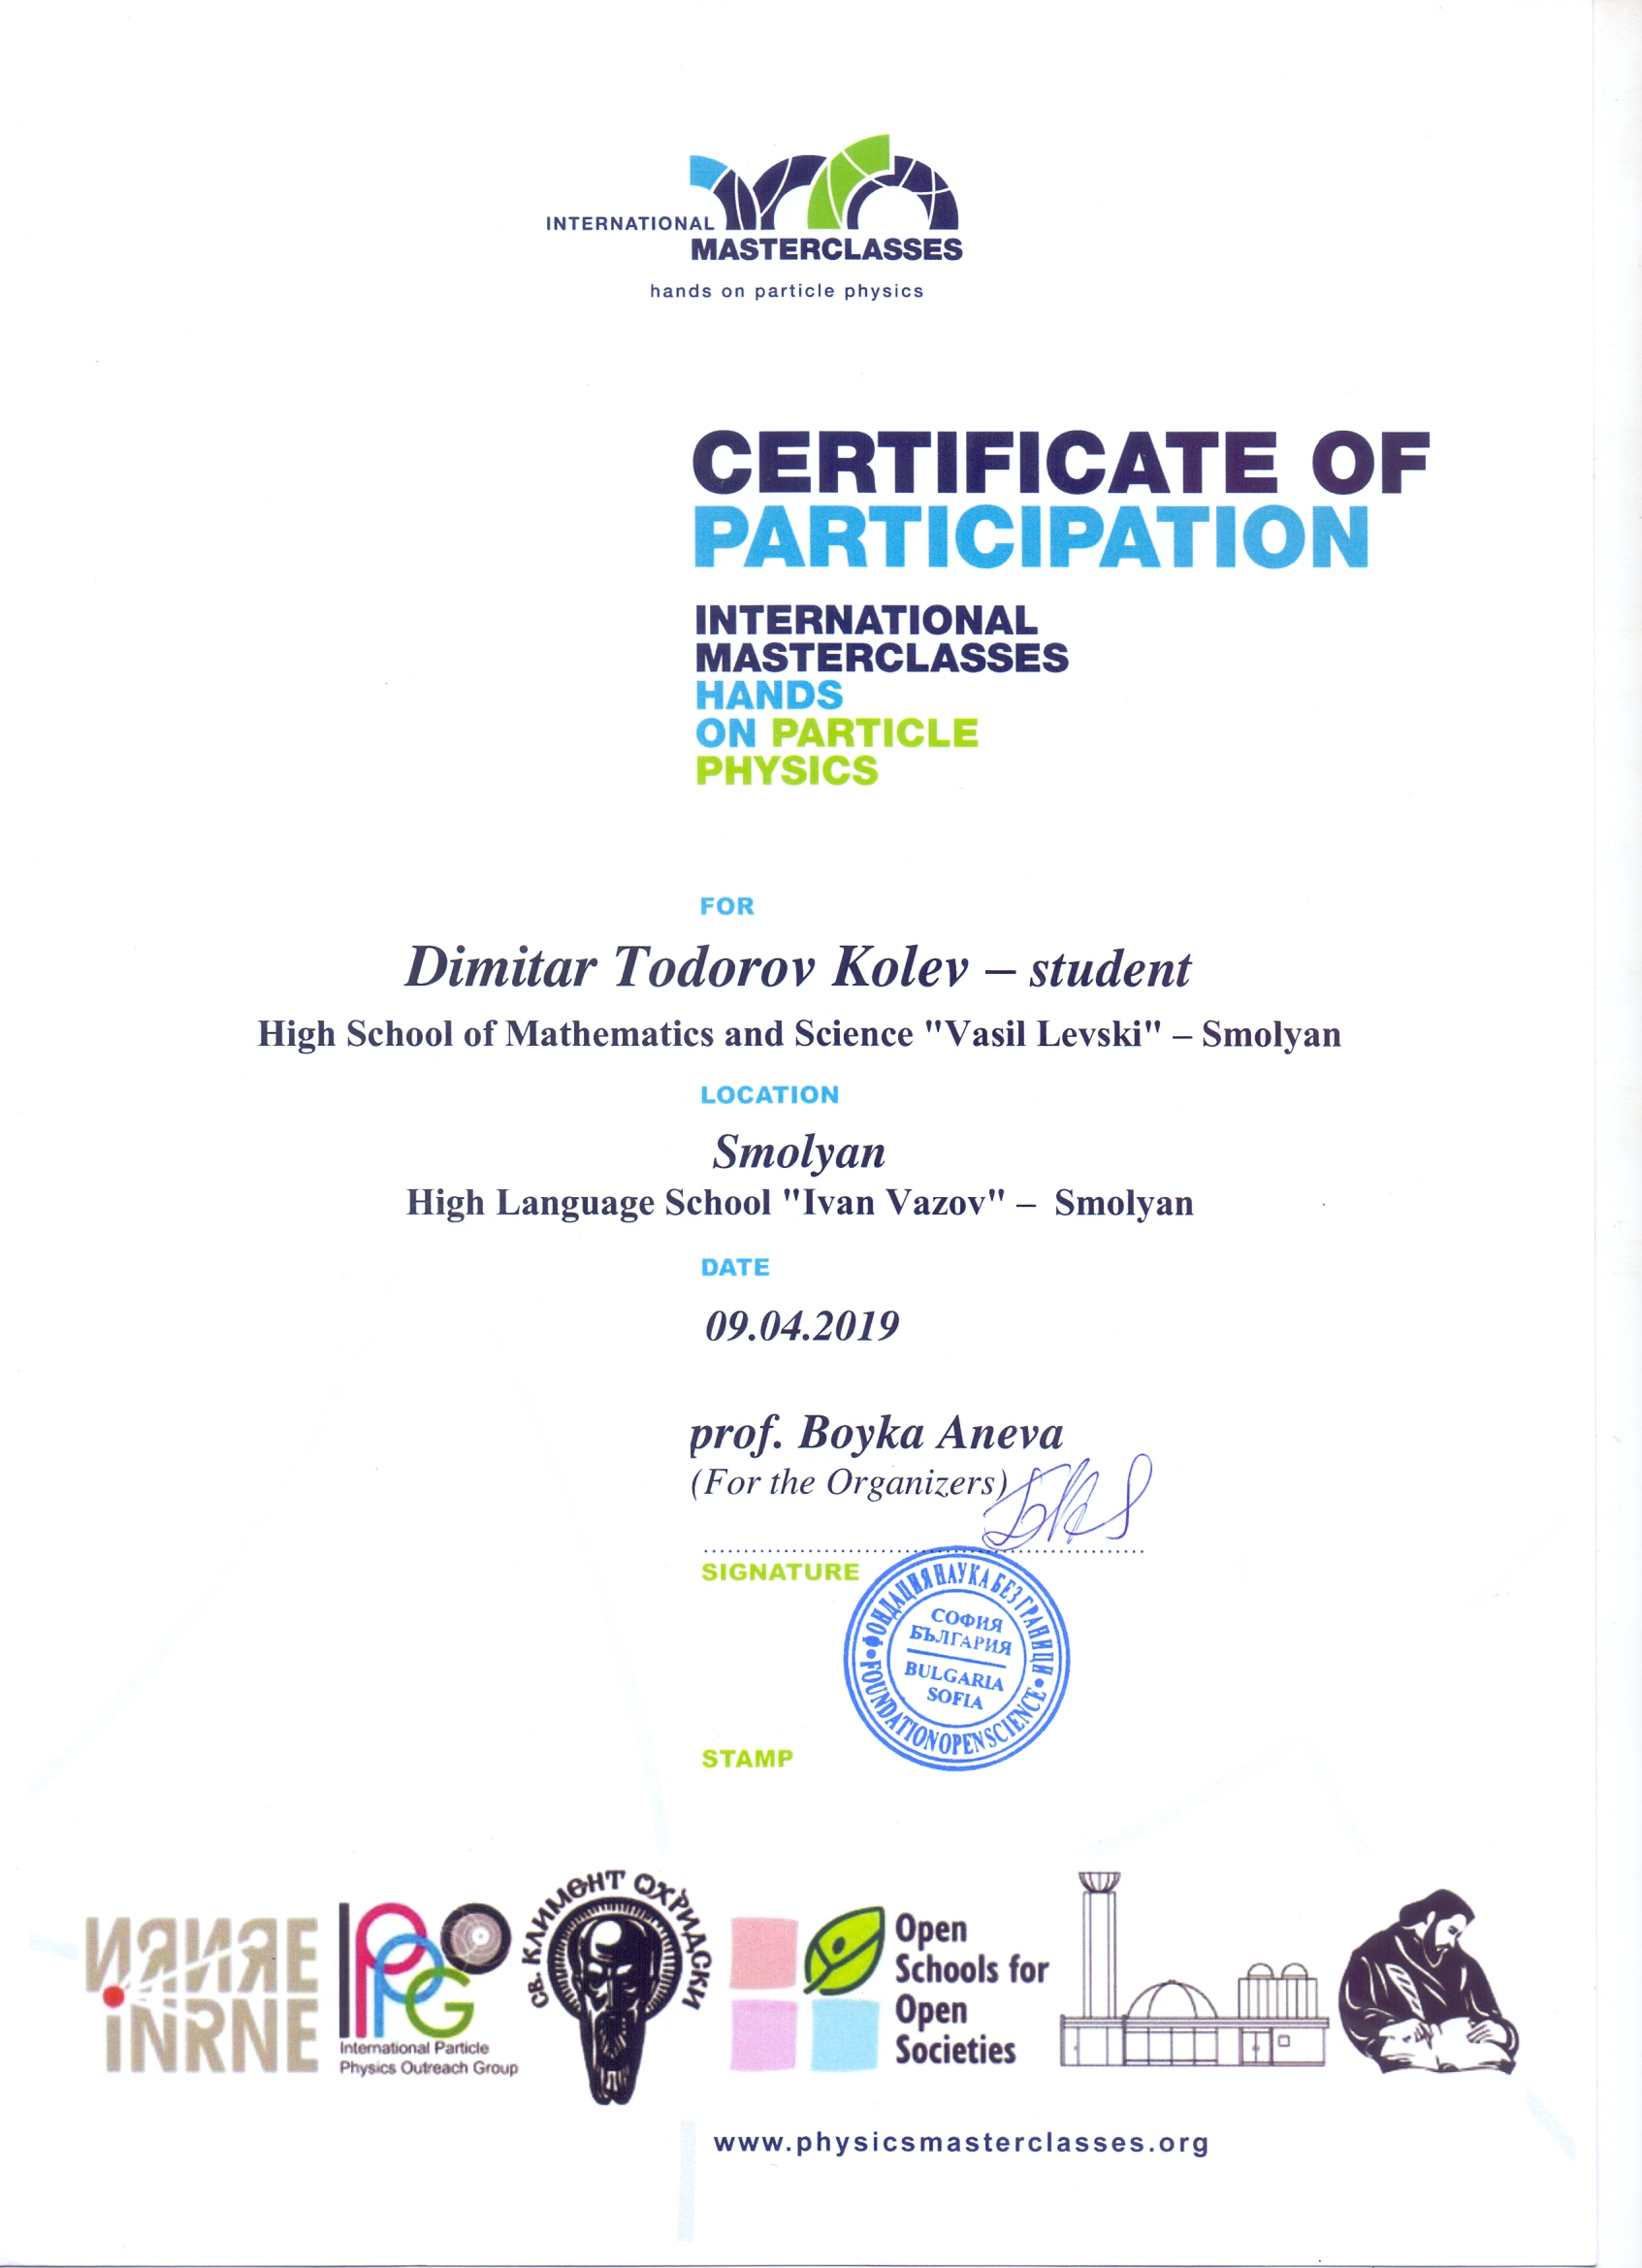 INTERNATIONAL
MASTERCLASSES
hands on particle physics
CERTIFICATE OF
PARTICIPATION
INTERNATIONAL
MASTERCLASSES
HANDS
ON PARTICLE
PHYSICS
FOR
Dimitar Todorov Kolev – student
High School of Mathematics and Science "Vasil Levski" – Smolyan
LOCATION
Smolyan
High Language School "Ivan Vazov" – Smolyan
DATE
09.04.2019
prof. Boyka Aneva
(For the Organizers)
SIGNATURE
ФОНДАЦИЯ НАУКА БЕЗ ГРАНИЦИ
СОФИЯ
БЪЛГАРИЯ
BULGARIA
SOFIA
FOUNDATION OPEN SCIENCE
STAMP
ИЯИЯЕ
iNRNE
IPPOG
International Particle
Physics Outreach Group
СВ. КЛИМЕНТ ОХРИДСКИ
Open
Schools for
Open
Societies
www.physicsmasterclasses.org